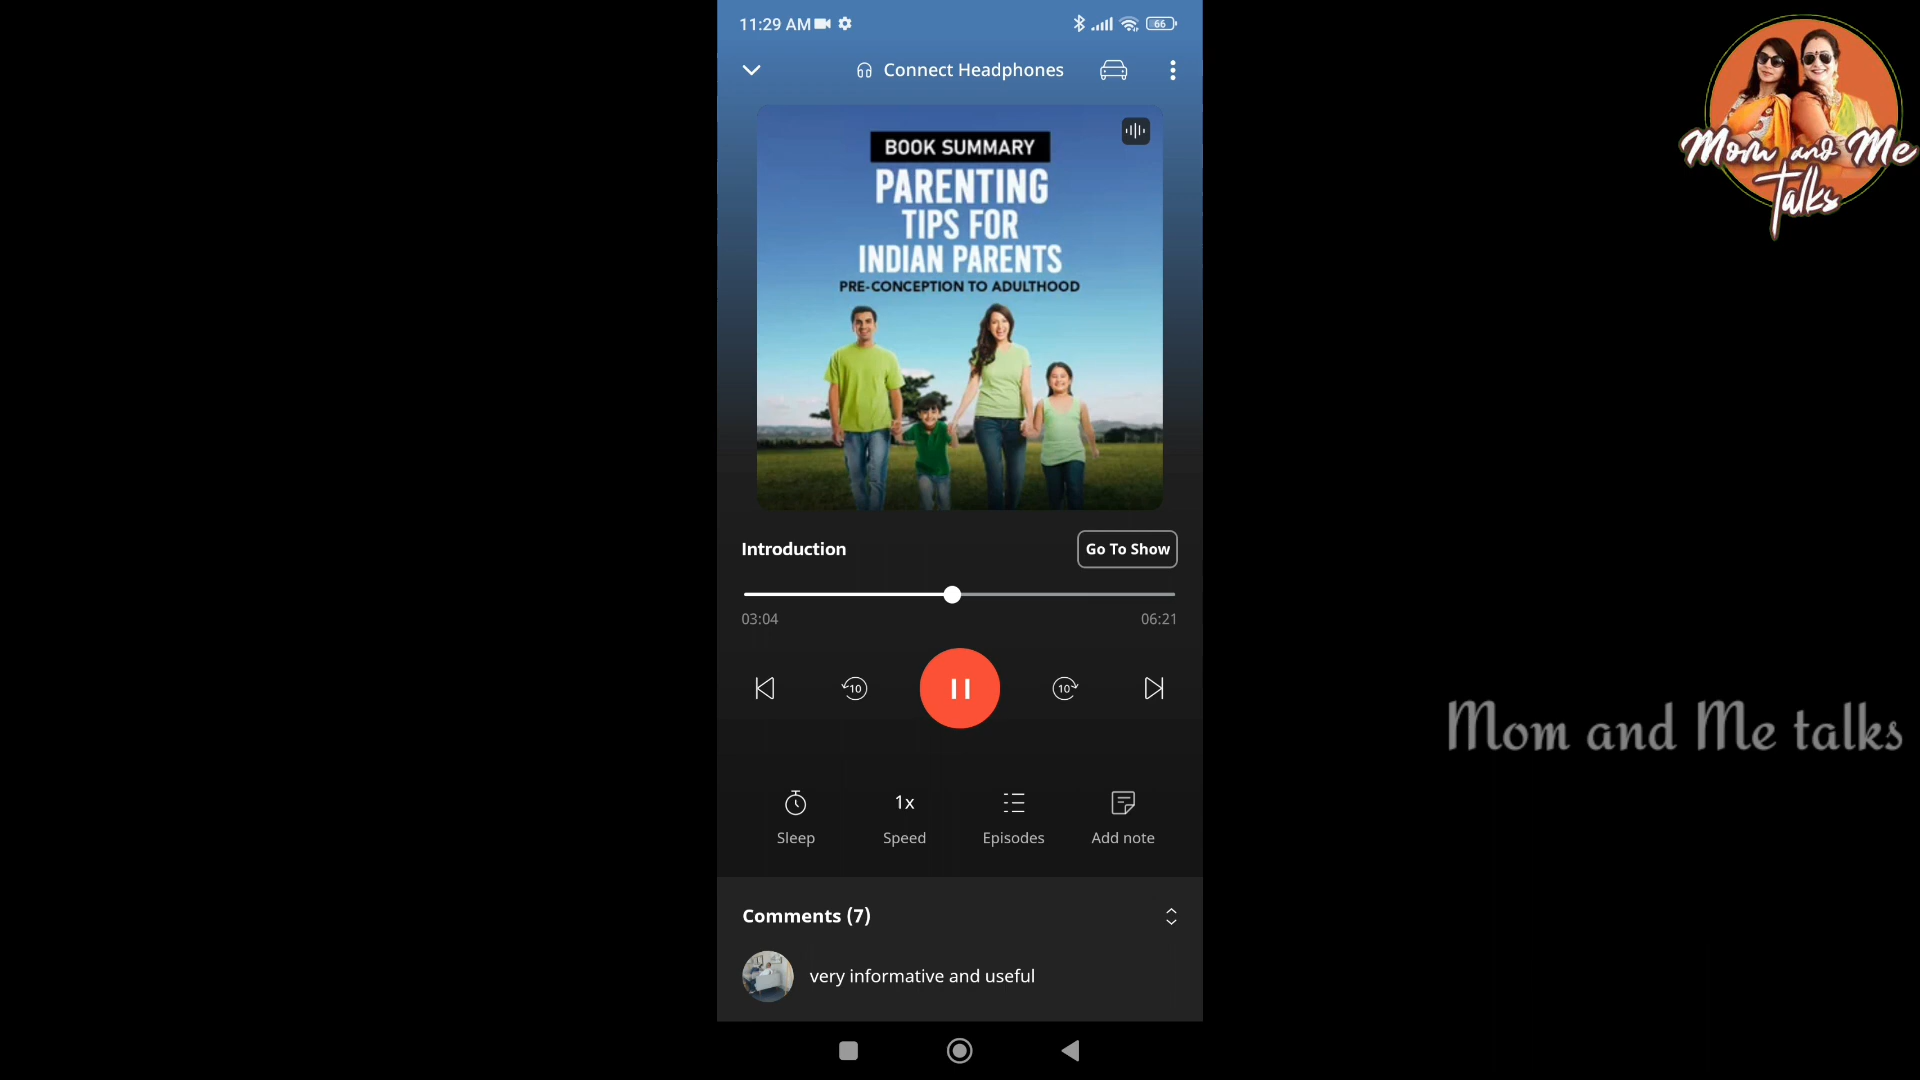 11:29 AM
66
Connect Headphones
BOOK SUMMARY
PARENTING
TIPS FOR
INDIAN PARENTS
PRE-CONCEPTION TO ADULTHOOD
Introduction
Go To Show
03:04
06:21
10
10
1x
Sleep
Speed
Episodes
Add note
Comments (7)
very informative and useful
Mom and Me
Talks
Mom and Me talks